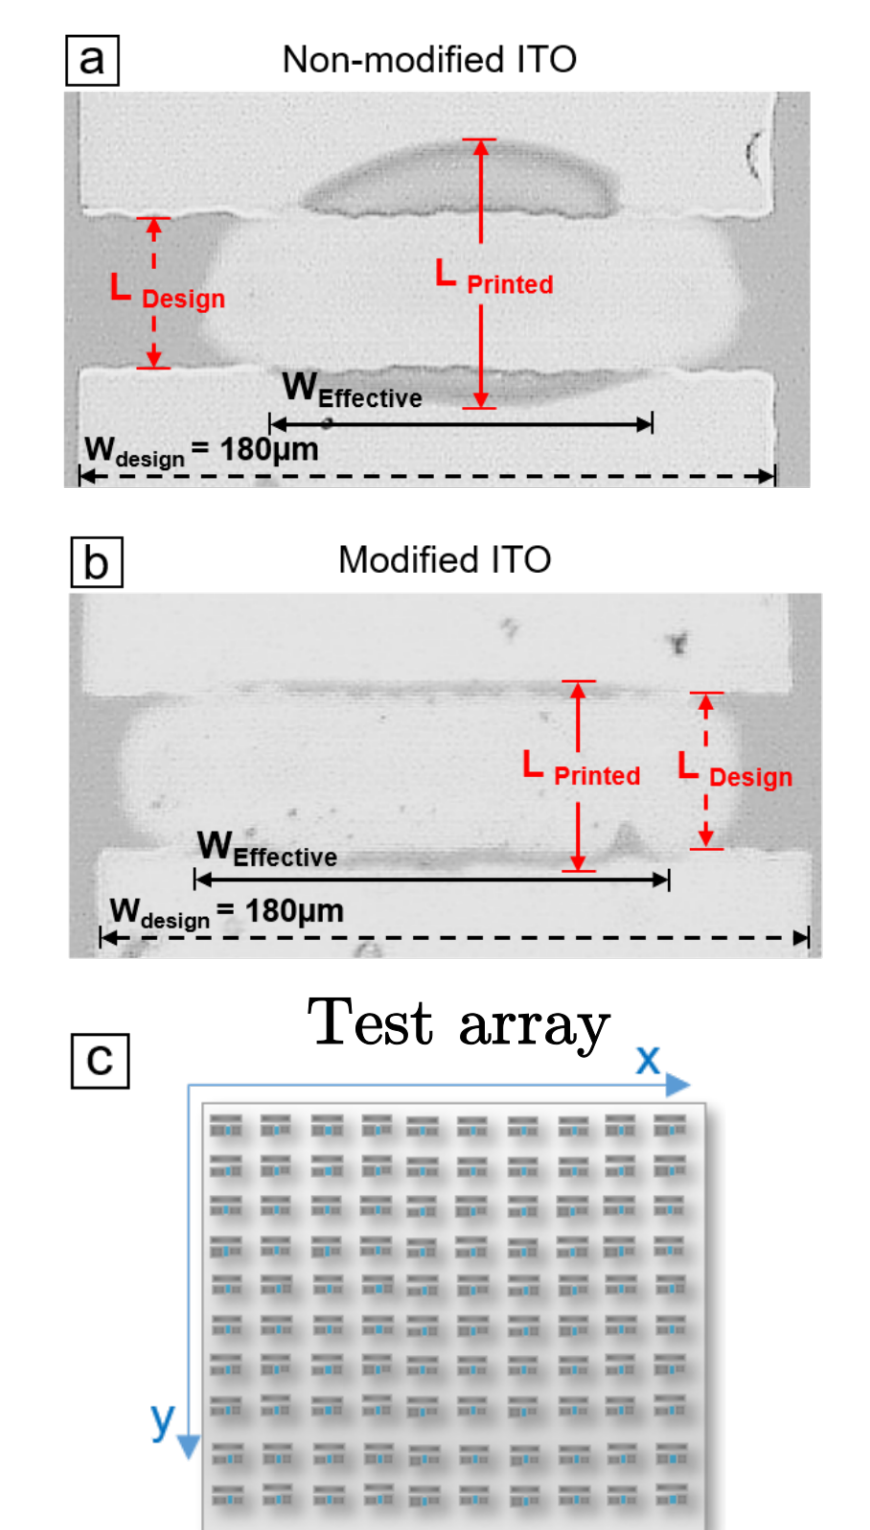 a
Non-modified ITO
L Design
L Printed
WEffective
Wdesign = 180µm
b
Modified ITO
L Printed
L Design
WEffective
Wdesign = 180µm
Test array
c
x
y